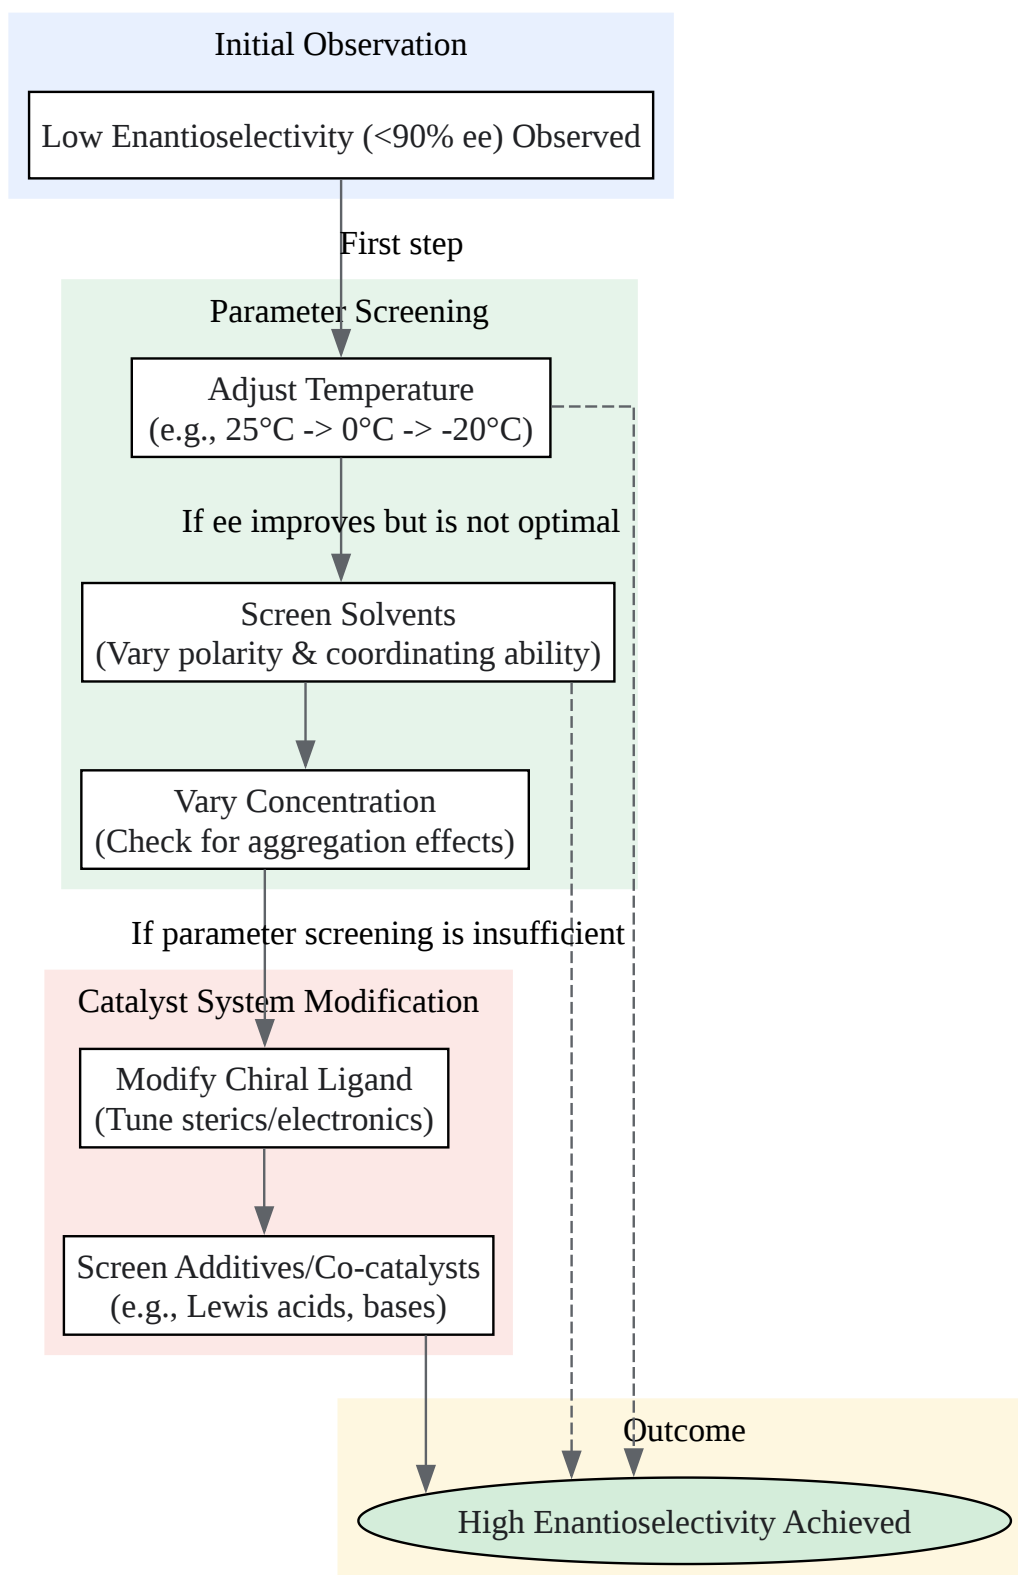 Initial Observation
Low Enantioselectivity (<90% ee) Observed
First step
Parameter Screening
Adjust Temperature
(e.g., 25°C -> 0°C -> -20°C)
If ee improves but is not optimal
Screen Solvents
(Vary polarity & coordinating ability)
Vary Concentration
(Check for aggregation effects)
If parameter screening is insufficient
Catalyst System Modification
Modify Chiral Ligand
(Tune sterics/electronics)
Screen Additives/Co-catalysts
(e.g., Lewis acids, bases)
Outcome
High Enantioselectivity Achieved